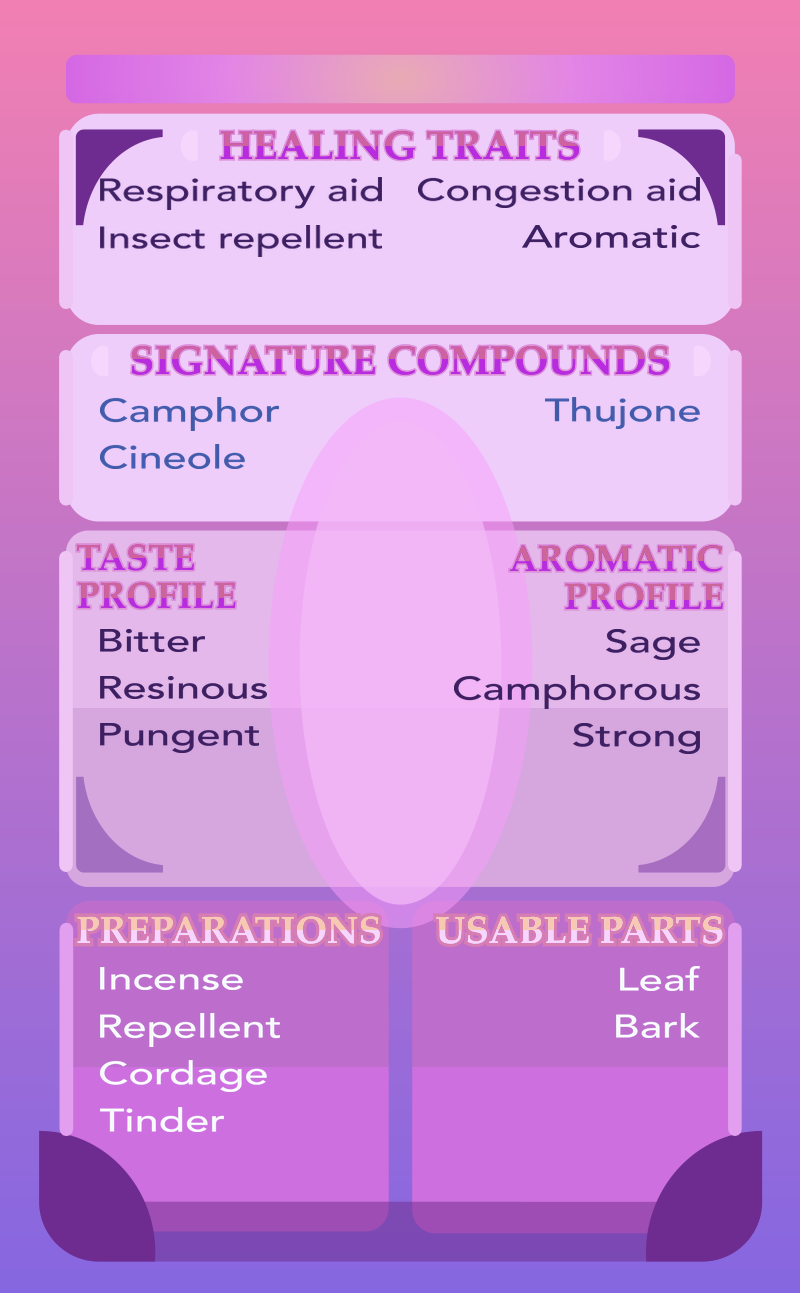 HEALING TRAITS
Respiratory aid Congestion aid
Insect repellent Aromatic
SIGNATURE COMPOUNDS
Camphor Thujone
Cineole
TASTE PROFILE
Bitter
Resinous
Pungent
AROMATIC PROFILE
Sage
Camphorous
Strong
PREPARATIONS
Incense
Repellent
Cordage
Tinder
USABLE PARTS
Leaf
Bark